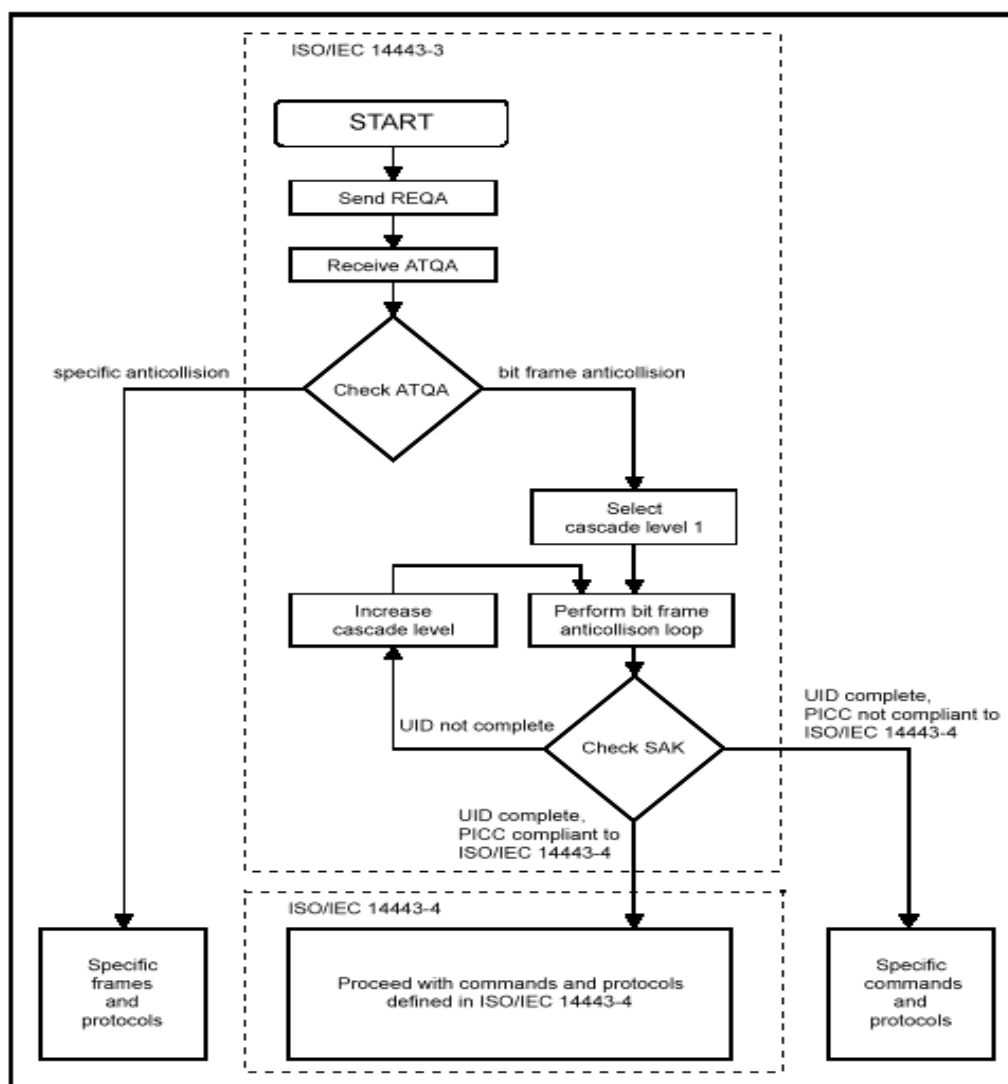 ISO/IEC 14443-3
START
Send REQA
Receive ATQA
Check ATQA
specific anticollision
bit frame anticollision
Select
cascade level 1
Increase
cascade level
Perform bit frame
anticollison loop
UID not complete
Check SAK
UID complete,
PICC not compliant to
ISO/IEC 14443-4
UID complete,
PICC compliant to
ISO/IEC 14443-4
ISO/IEC 14443-4
Specific
frames
and
protocols
Proceed with commands and protocols
defined in ISO/IEC 14443-4
Specific
commands
and
protocols